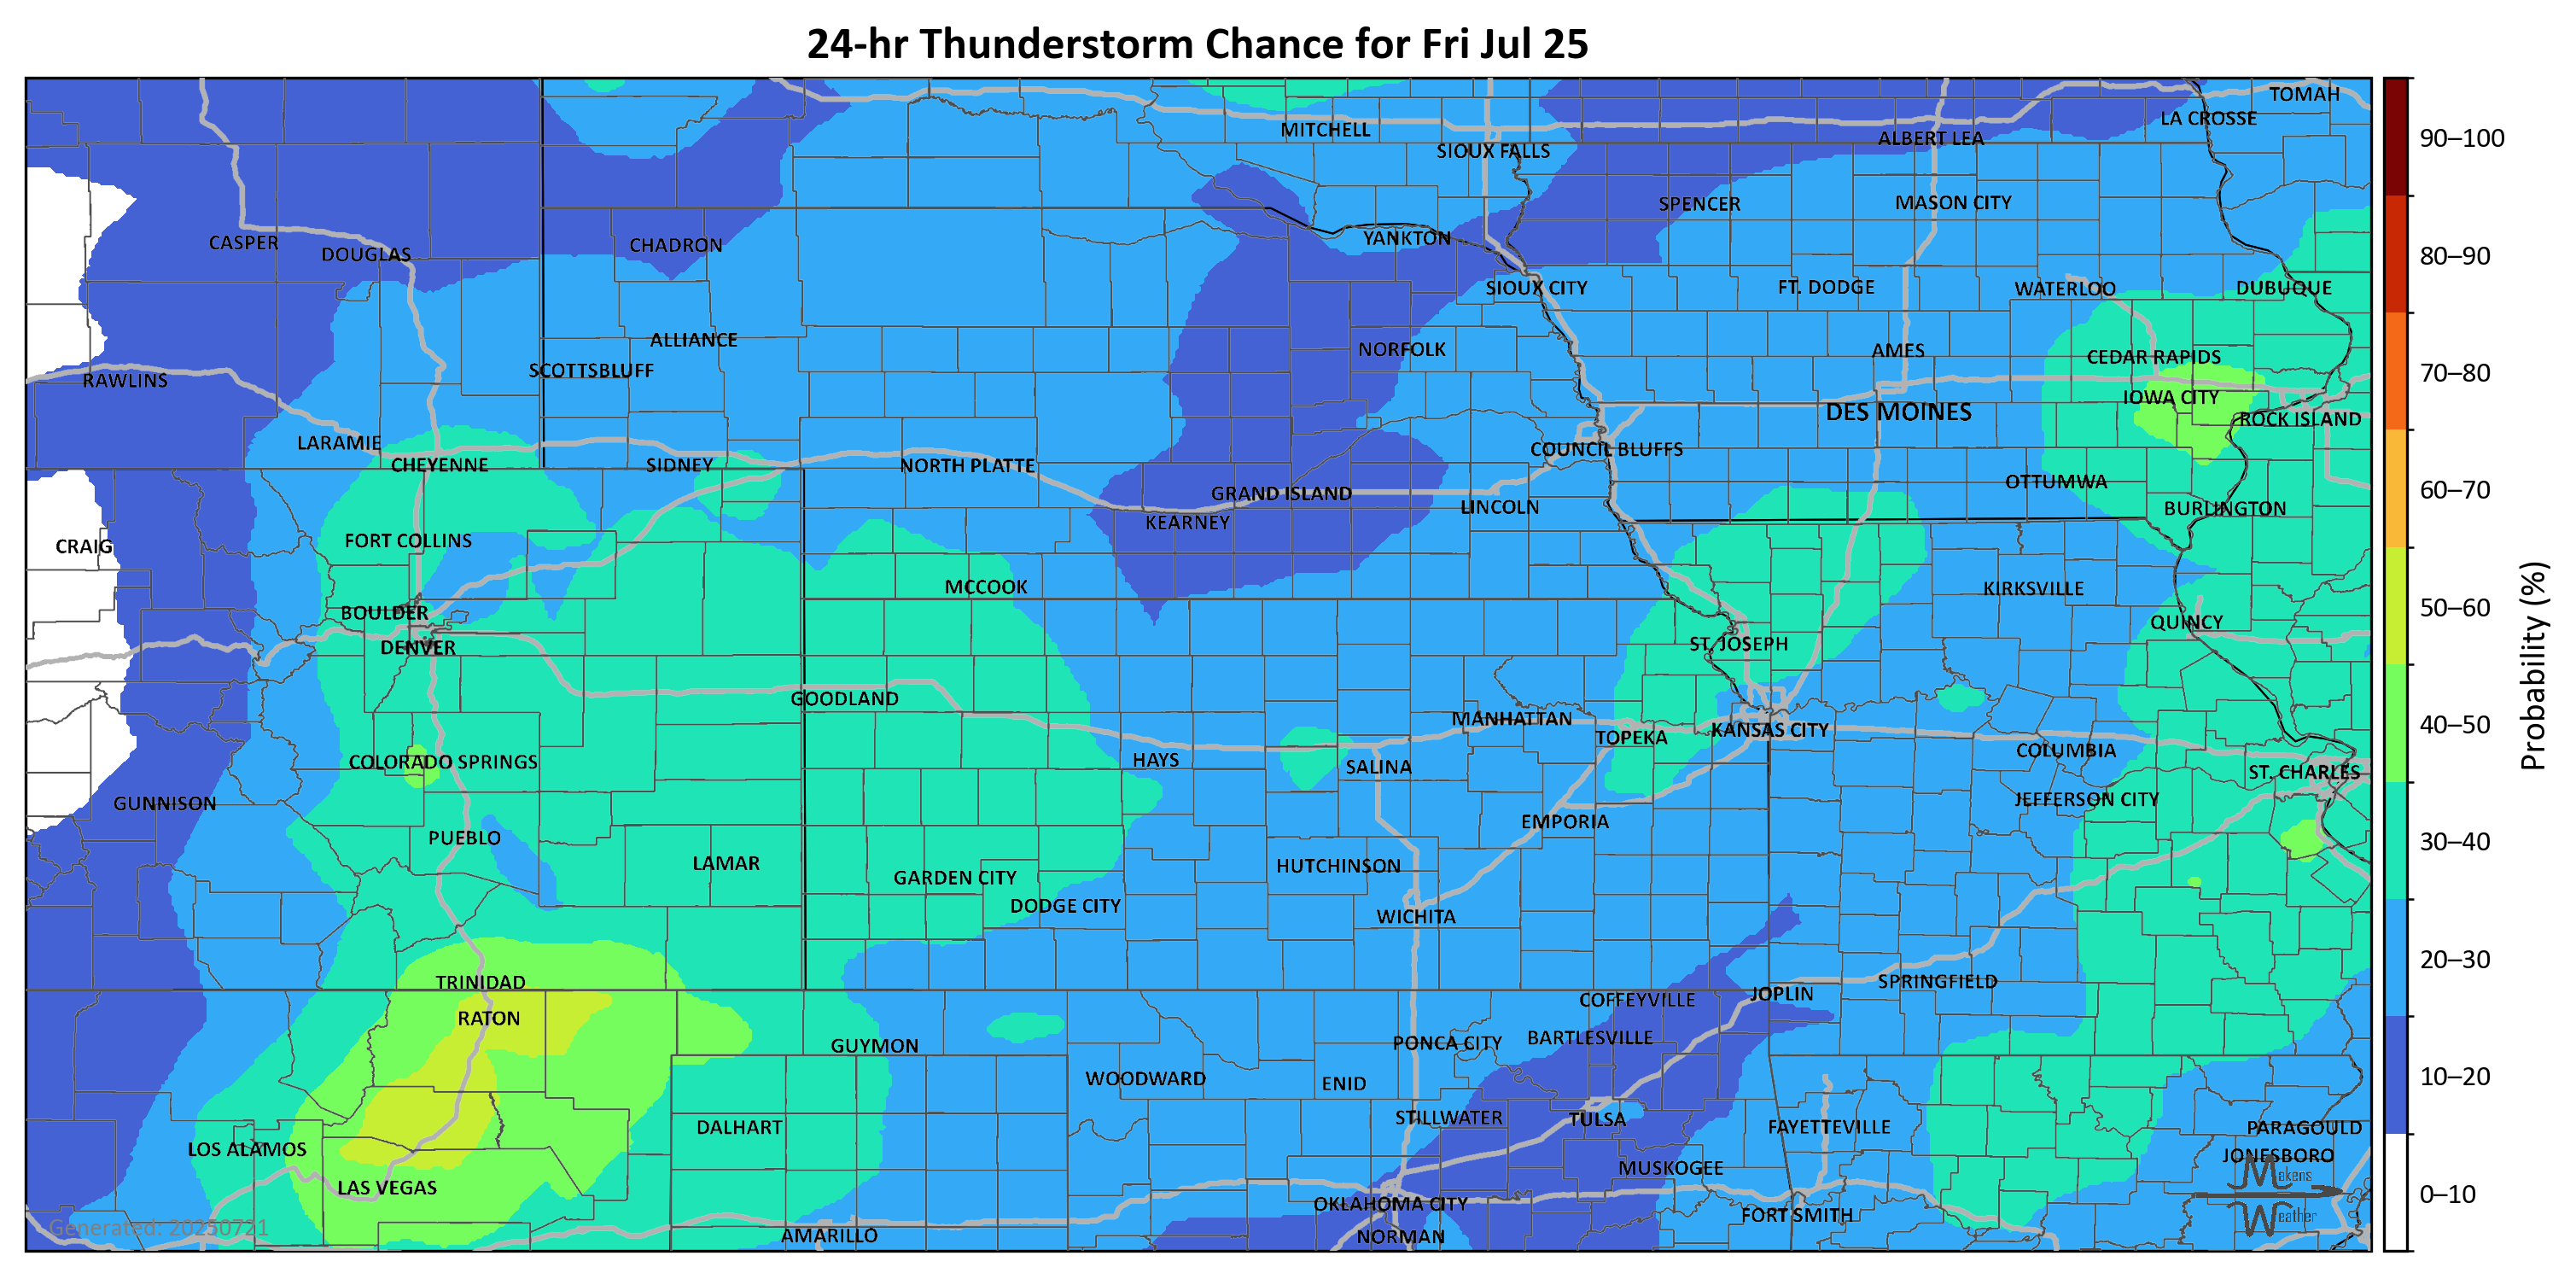 24-hr Thunderstorm Chance for Fri Jul 25
TOMAH
LA CROSSE
MITCHELL
ALBERT LEA
SIOUX FALLS
SPENCER
MASON CITY
CASPER
DOUGLAS
CHADRON
YANKTON
SIOUX CITY
FT. DODGE
WATERLOO
DUBUQUE
ALLIANCE
NORFOLK
AMES
CEDAR RAPIDS
SCOTTSBLUFF
RAWLINS
IOWA CITY
DES MOINES
ROCK ISLAND
LARAMIE
COUNCIL BLUFFS
CHEYENNE
SIDNEY
NORTH PLATTE
OTTUMWA
GRAND ISLAND
LINCOLN
BURLINGTON
KEARNEY
FORT COLLINS
CRAIG
MCCOOK
KIRKSVILLE
BOULDER
QUINCY
DENVER
ST. JOSEPH
GOODLAND
MANHATTAN
KANSAS CITY
TOPEKA
COLUMBIA
COLORADO SPRINGS
HAYS
SALINA
ST. CHARLES
GUNNISON
JEFFERSON CITY
EMPORIA
PUEBLO
LAMAR
HUTCHINSON
GARDEN CITY
DODGE CITY
WICHITA
TRINIDAD
SPRINGFIELD
JOPLIN
COFFEYVILLE
RATON
BARTLESVILLE
GUYMON
PONCA CITY
WOODWARD
ENID
STILLWATER
TULSA
DALHART
FAYETTEVILLE
PARAGOULD
LOS ALAMOS
JONESBORO
MUSKOGEE
LAS VEGAS
OKLAHOMA CITY
FORT SMITH
AMARILLO
NORMAN
Generated: 20250721
Makens
Weather
90–100
80–90
70–80
60–70
50–60
40–50
30–40
20–30
10–20
0–10
Probability (%)